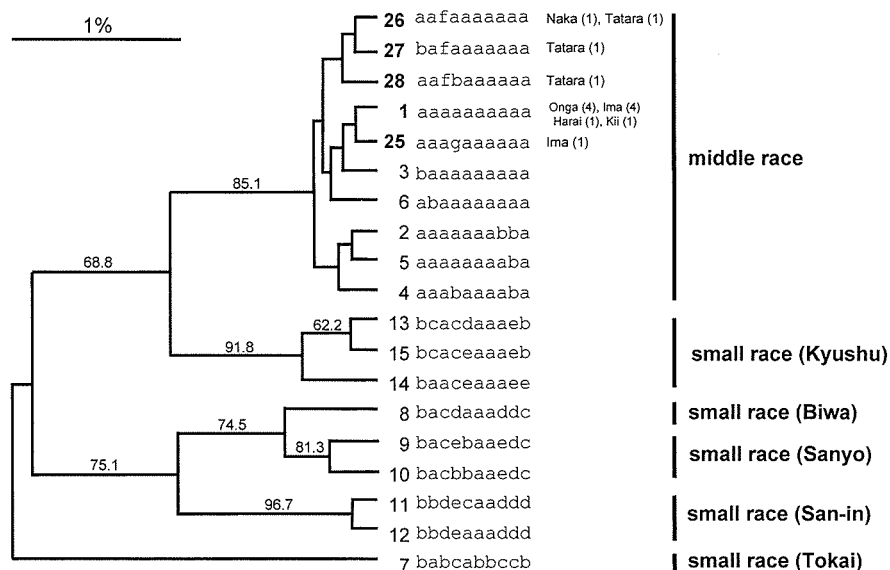 1%
26 aafaaaaaaa Naka (1), Tatara (1)
27 bafaaaaaaa Tatara (1)
28 aafbaaaaaa Tatara (1)
1 aaaaaaaaaa Onga (4), Ima (4)
Harai (1), Kii (1)
25 aaagaaaaaa Ima (1)
3 baaaaaaaaa
6 abaaaaaaaa
2 aaaaaaabba
5 aaaaaaaaba
4 aaabaaaaba
middle race
85.1
68.8
13 bcacdaaaeb
62.2
15 bcaceaaaeb
91.8
14 baaceaaaee
small race (Kyushu)
8 bacdaaaddc
small race (Biwa)
74.5
9 bacebaaedc
81.3
10 bacbbaaedc
small race (Sanyo)
75.1
11 bbdecaaddd
96.7
12 bbdeaaaddd
small race (San-in)
7 babcabbccb
small race (Tokai)